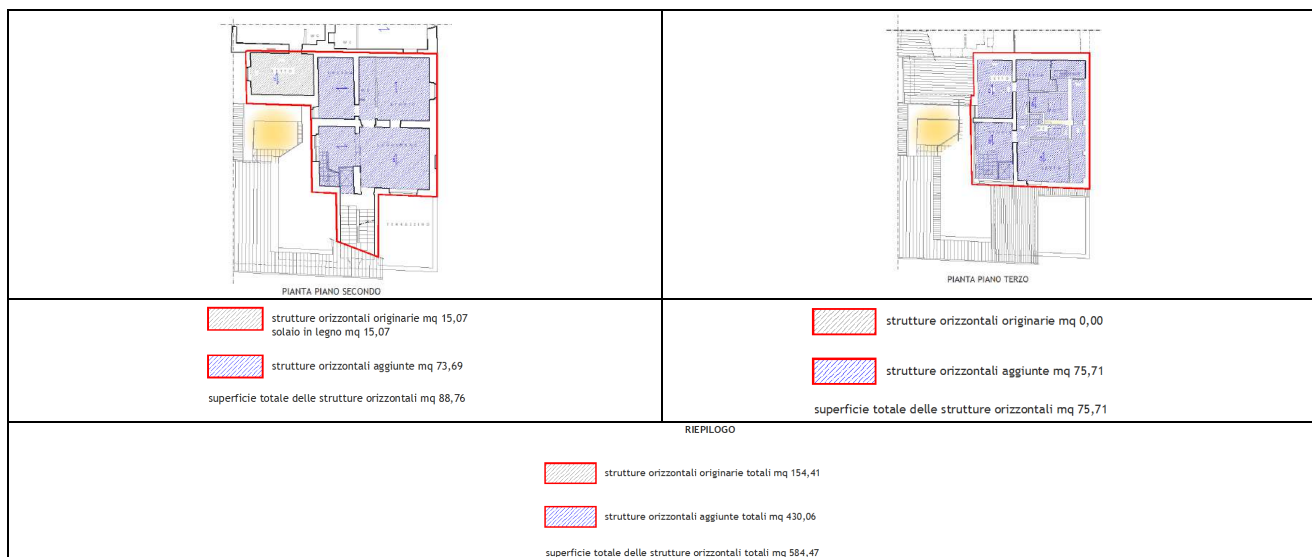 PIANTA PIANO SECONDO
PIANTA PIANO TERZO
strutture orizzontali originarie mq 15,07
solaio in legno mq 15,07
strutture orizzontali aggiunte mq 73,69
superficie totale delle strutture orizzontali mq 88,76
strutture orizzontali originarie mq 0,00
strutture orizzontali aggiunte mq 75,71
superficie totale delle strutture orizzontali mq 75,71
RIEPILOGO
strutture orizzontali originarie totali mq 154,41
strutture orizzontali aggiunte totali mq 430,06
superficie totale delle strutture orizzontali totali mq 584,47